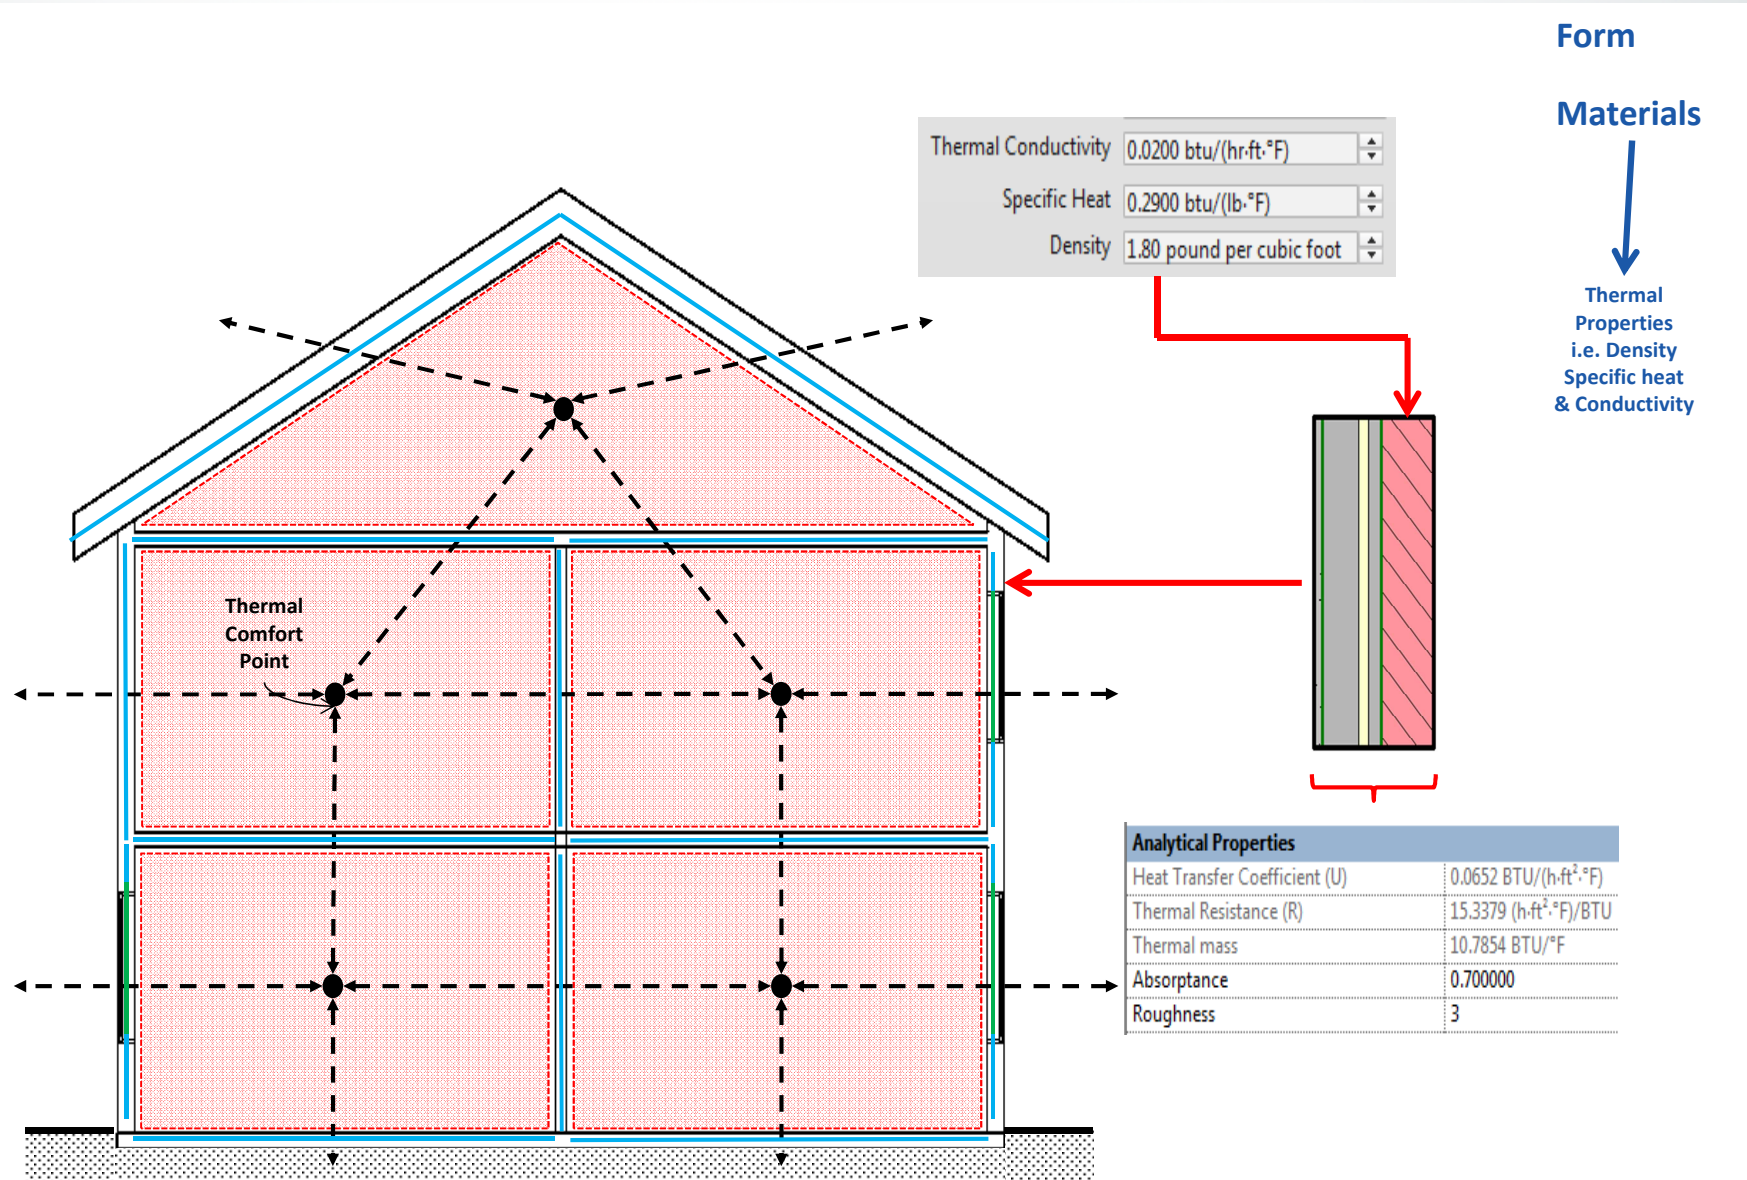 Form
Materials
Thermal Conductivity 0.0200 btu/(hr·ft·°F)
Specific Heat 0.2900 btu/(lb·°F)
Density 1.80 pound per cubic foot
Thermal
Properties
i.e. Density
Specific heat
& Conductivity
Thermal
Comfort
Point
Analytical Properties
Heat Transfer Coefficient (U) 0.0652 BTU/(h·ft²·°F)
Thermal Resistance (R) 15.3379 (h·ft²·°F)/BTU
Thermal mass 10.7854 BTU/°F
Absorptance 0.700000
Roughness 3